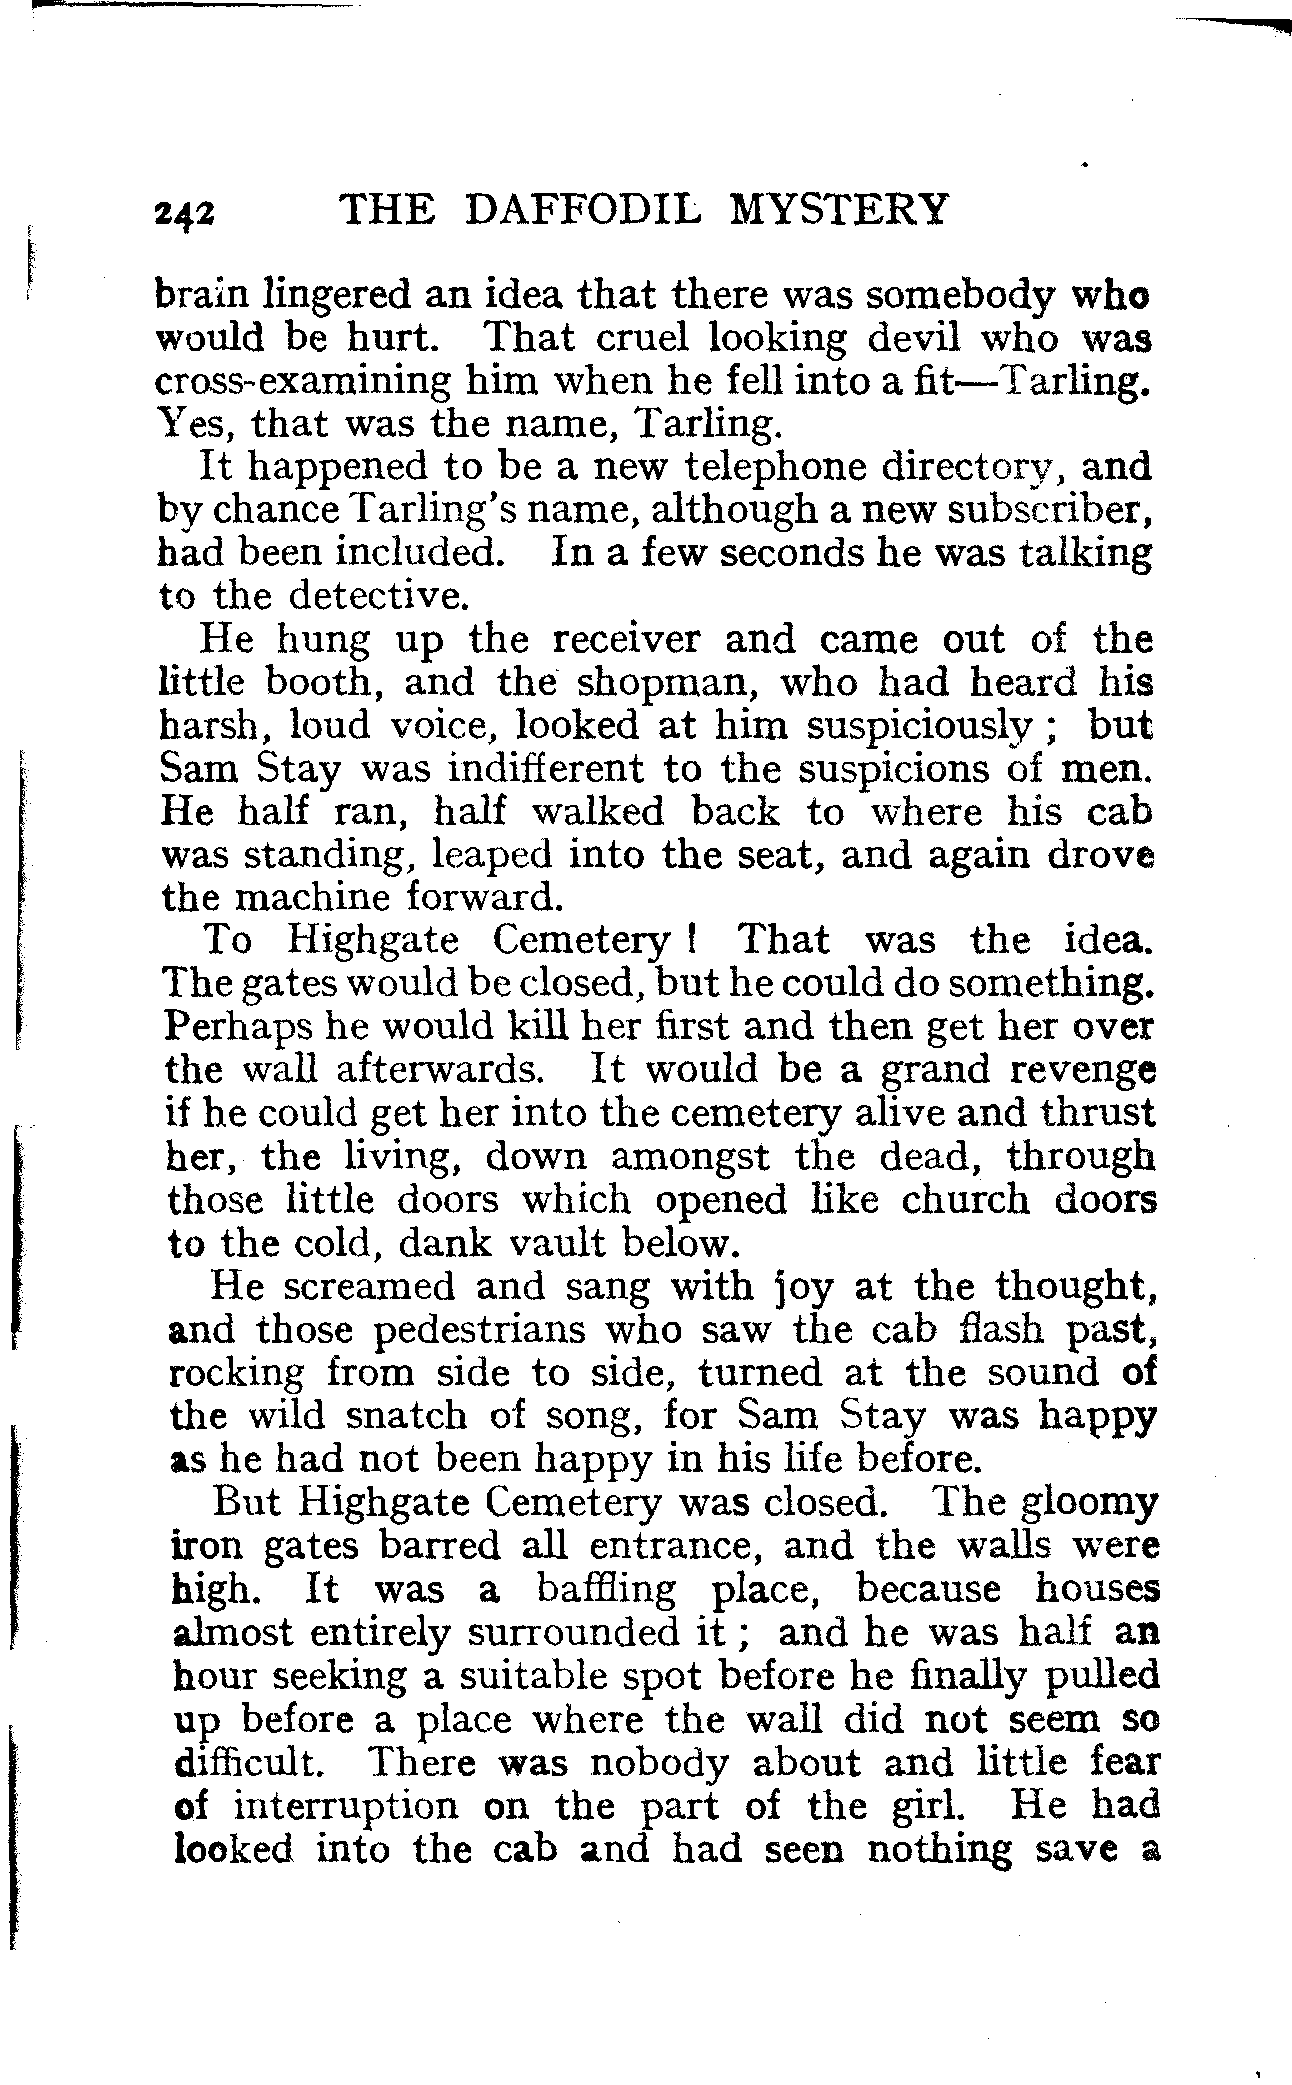 242 THE DAFFODIL MYSTERY
brain lingered an idea that there was somebody who
would be hurt. That cruel looking devil who was
cross-examining him when he fell into a fit—Tarling.
Yes, that was the name, Tarling.
It happened to be a new telephone directory, and
by chance Tarling's name, although a new subscriber,
had been included. In a few seconds he was talking
to the detective.
He hung up the receiver and came out of the
little booth, and the shopman, who had heard his
harsh, loud voice, looked at him suspiciously ; but
Sam Stay was indifferent to the suspicions of men.
He half ran, half walked back to where his cab
was standing, leaped into the seat, and again drove
the machine forward.
To Highgate Cemetery ! That was the idea.
The gates would be closed, but he could do something.
Perhaps he would kill her first and then get her over
the wall afterwards. It would be a grand revenge
if he could get her into the cemetery alive and thrust
her, the living, down amongst the dead, through
those little doors which opened like church doors
to the cold, dank vault below.
He screamed and sang with joy at the thought,
and those pedestrians who saw the cab flash past,
rocking from side to side, turned at the sound of
the wild snatch of song, for Sam Stay was happy
as he had not been happy in his life before.
But Highgate Cemetery was closed. The gloomy
iron gates barred all entrance, and the walls were
high. It was a baffling place, because houses
almost entirely surrounded it ; and he was half an
hour seeking a suitable spot before he finally pulled
up before a place where the wall did not seem so
difficult. There was nobody about and little fear
of interruption on the part of the girl. He had
looked into the cab and had seen nothing save a